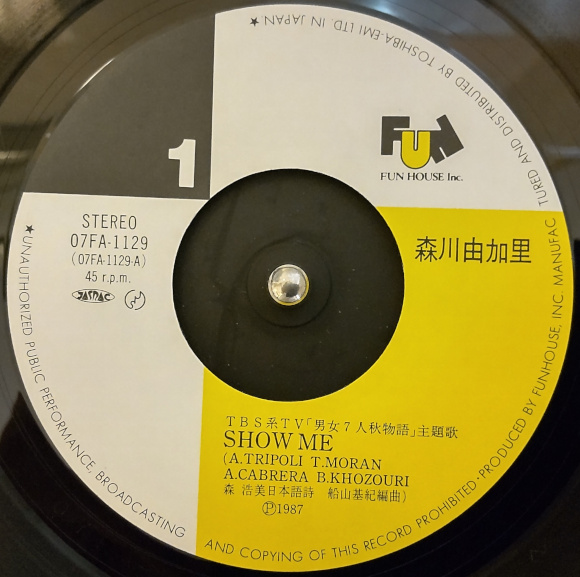 1
FUN
FUN HOUSE Inc.
STEREO
07FA-1129
(07FA-1129-A)
45 r.p.m.
JASRAC
森川由加里
TBS系TV「男女7人秋物語」主題歌
SHOW ME
(A.TRIPOLI T.MORAN
A.CABRERA B.KHOZOURI
森 浩美日本語詩 船山基紀編曲)
Ⓟ1987
★UNAUTHORIZED PUBLIC PERFORMANCE, BROADCASTING AND COPYING OF THIS RECORD PROHIBITED・PRODUCED BY FUNHOUSE, INC. MANUFACTURED AND DISTRIBUTED BY TOSHIBA-EMI LTD. IN JAPAN★